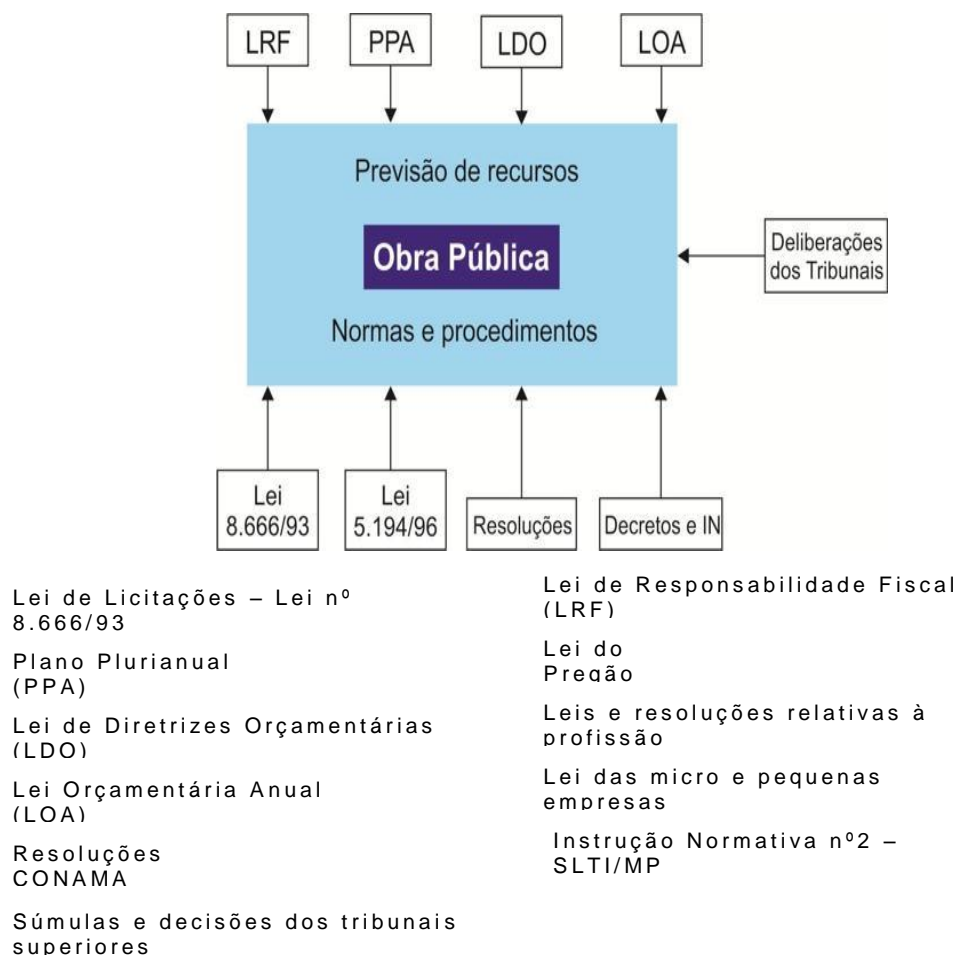 LRF
PPA
LDO
LOA
Previsão de recursos
Obra Pública
Normas e procedimentos
Deliberações
dos Tribunais
Lei
8.666/93
Lei
5.194/96
Resoluções
Decretos e IN
Lei de Licitações – Lei nº
8.666/93
Plano Plurianual
(PPA)
Lei de Diretrizes Orçamentárias
(LDO)
Lei Orçamentária Anual
(LOA)
Resoluções
CONAMA
Súmulas e decisões dos tribunais
superiores
Lei de Responsabilidade Fiscal
(LRF)
Lei do
Pregão
Leis e resoluções relativas à
profissão
Lei das micro e pequenas
empresas
Instrução Normativa nº2 –
SLTI/MP